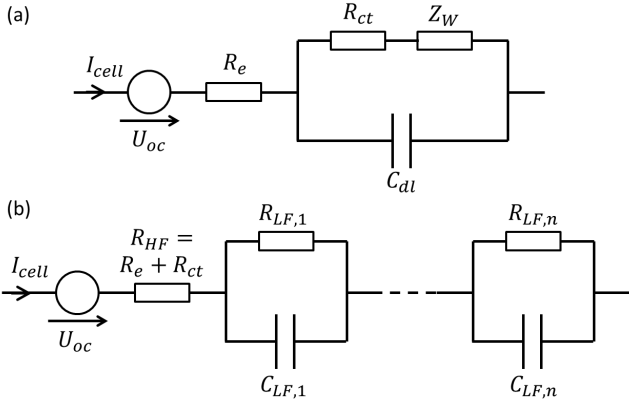 (a)
R_ct Z_W
I_cell R_e
U_oc
C_dl
(b)
R_LF,1 R_LF,n
R_HF =
I_cell R_e + R_ct
U_oc
C_LF,1 C_LF,n